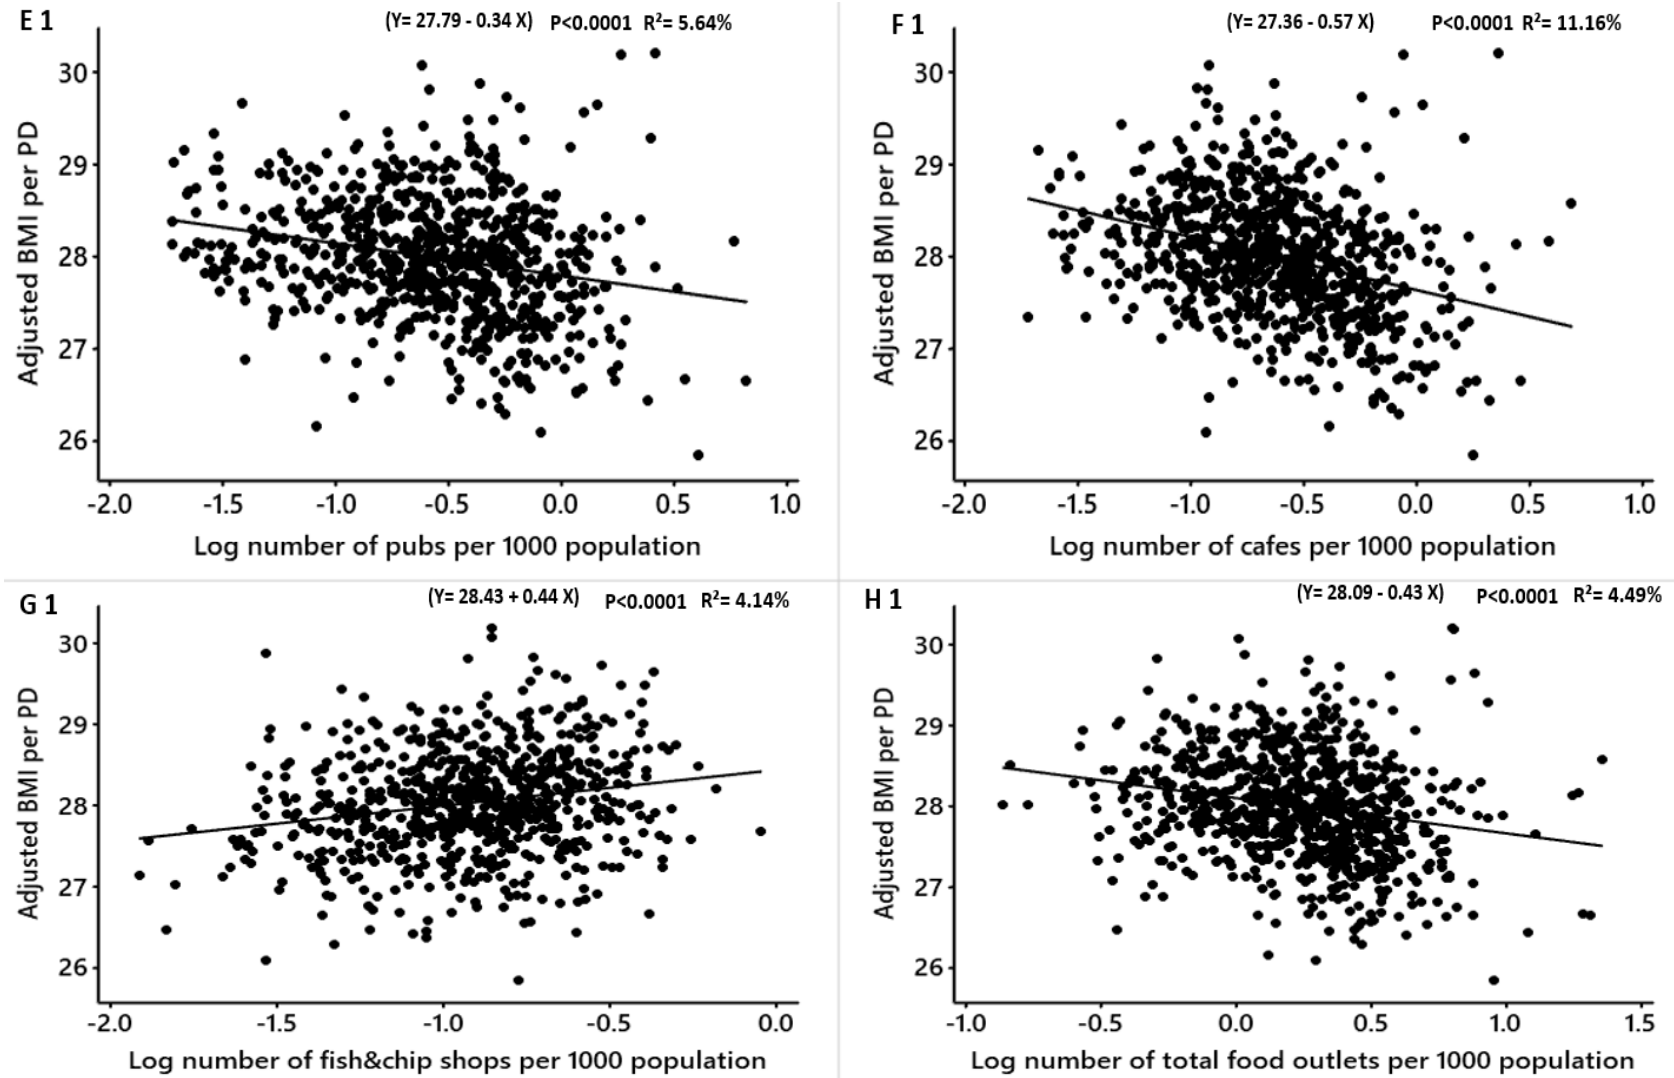 E 1
(Y= 27.79 - 0.34 X) P<0.0001 R²= 5.64%
Adjusted BMI per PD
30
29
28
27
26
-2.0 -1.5 -1.0 -0.5 0.0 0.5 1.0
Log number of pubs per 1000 population
F 1
(Y= 27.36 - 0.57 X) P<0.0001 R²= 11.16%
Adjusted BMI per PD
30
29
28
27
26
-2.0 -1.5 -1.0 -0.5 0.0 0.5 1.0
Log number of cafes per 1000 population
G 1
(Y= 28.43 + 0.44 X) P<0.0001 R²= 4.14%
Adjusted BMI per PD
30
29
28
27
26
-2.0 -1.5 -1.0 -0.5 0.0
Log number of fish&chip shops per 1000 population
H 1
(Y= 28.09 - 0.43 X) P<0.0001 R²= 4.49%
Adjusted BMI per PD
30
29
28
27
26
-1.0 -0.5 0.0 0.5 1.0 1.5
Log number of total food outlets per 1000 population